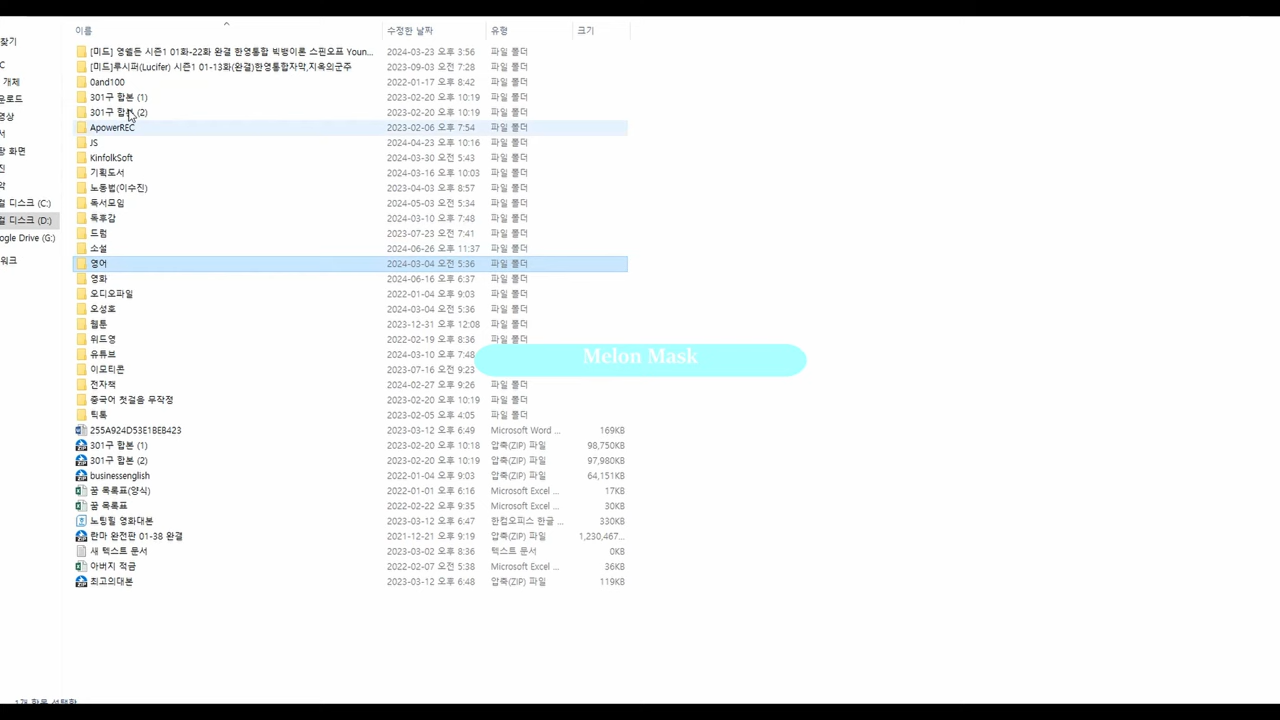 이름 수정한 날짜 유형 크기
찾기
C
개체
운로드
영상
서
탕 화면
진
악
컬 디스크 (C:)
컬 디스크 (D:)
ogle Drive (G:)
워크
[미드] 영쉘든 시즌1 01화-22화 완결 한영통합 빅뱅이론 스핀오프 Youn... 2024-03-23 오후 3:56 파일 폴더
[미드]루시퍼(Lucifer) 시즌1 01-13화(완결)한영통합자막,지옥의군주 2023-09-03 오후 7:28 파일 폴더
0and100 2022-01-17 오후 8:42 파일 폴더
301구 합본 (1) 2023-02-20 오후 10:19 파일 폴더
301구 합본 (2) 2023-02-20 오후 10:19 파일 폴더
ApowerREC 2023-02-06 오후 7:54 파일 폴더
JS 2024-04-23 오후 10:16 파일 폴더
KinfolkSoft 2024-03-30 오전 5:43 파일 폴더
기획도서 2024-03-16 오후 10:03 파일 폴더
노동법(이수진) 2023-04-03 오후 8:57 파일 폴더
독서모임 2024-05-03 오후 5:34 파일 폴더
독후감 2024-03-10 오후 7:48 파일 폴더
드럼 2023-07-23 오후 7:41 파일 폴더
소설 2024-06-26 오후 11:37 파일 폴더
영어 2024-03-04 오전 5:36 파일 폴더
영화 2024-06-16 오후 6:37 파일 폴더
오디오파일 2022-01-04 오후 9:03 파일 폴더
오성호 2024-03-04 오전 5:36 파일 폴더
웹툰 2023-12-31 오후 12:08 파일 폴더
위드영 2022-02-19 오후 8:36 파일 폴더
유튜브 2024-03-10 오후 7:48
Melon Mask
이모티콘 2023-07-16 오후 9:23
전자책 2024-02-27 오후 9:26 파일 폴더
중국어 첫걸음 무작정 2023-02-20 오후 10:19 파일 폴더
틱톡 2023-02-05 오후 4:05 파일 폴더
255A924D53E1BEB423 2023-03-12 오후 6:49 Microsoft Word ... 169KB
301구 합본 (1) 2023-02-20 오후 10:18 압축(ZIP) 파일 98,750KB
301구 합본 (2) 2023-02-20 오후 10:19 압축(ZIP) 파일 97,980KB
businessenglish 2022-01-04 오후 9:03 압축(ZIP) 파일 64,151KB
꿈 목록표(양식) 2022-01-01 오후 6:16 Microsoft Excel ... 17KB
꿈 목록표 2022-02-22 오후 9:35 Microsoft Excel ... 30KB
노팅힐 영화대본 2023-03-12 오후 6:47 한컴오피스 한글 ... 330KB
란마 완전판 01-38 완결 2021-12-21 오후 9:19 압축(ZIP) 파일 1,230,467...
새 텍스트 문서 2023-03-02 오후 8:36 텍스트 문서 0KB
아버지 적금 2022-02-07 오후 5:38 Microsoft Excel ... 36KB
최고의대본 2023-03-12 오후 6:48 압축(ZIP) 파일 119KB
1개 항목 선택함